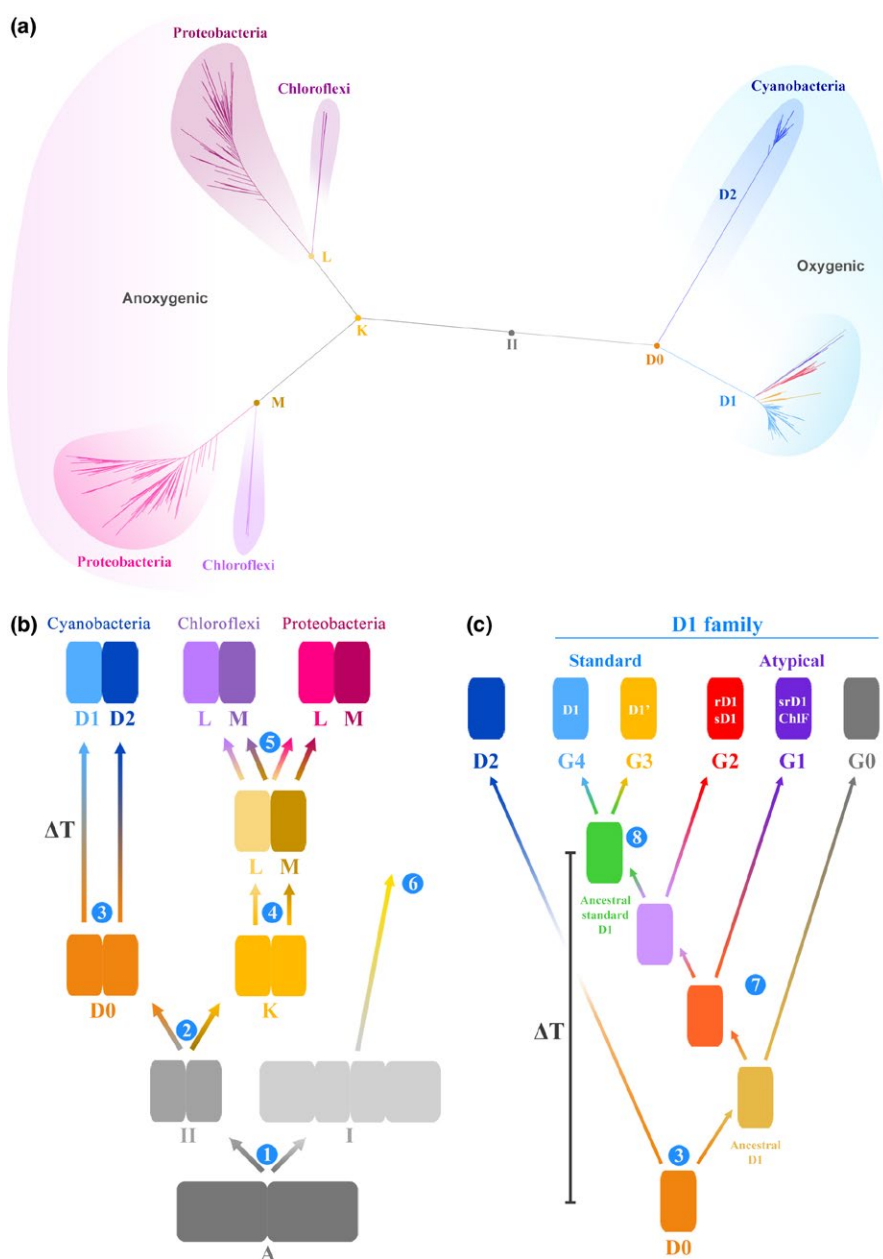 (a)
Proteobacteria
Chloroflexi
Cyanobacteria
D2
L
Oxygenic
Anoxygenic
K
II
D0
D1
M
Proteobacteria
Chloroflexi
(b)
Cyanobacteria Chloroflexi Proteobacteria
D1 D2 L M L M
5
ΔT
6
L M
3 4
D0 K
2
II I
1
A
(c)
D1 family
Standard Atypical
D1 D1' rD1 srD1
sD1 ChlF
D2 G4 G3 G2 G1 G0
8
Ancestral
standard
D1
7
ΔT
Ancestral
D1
3
D0